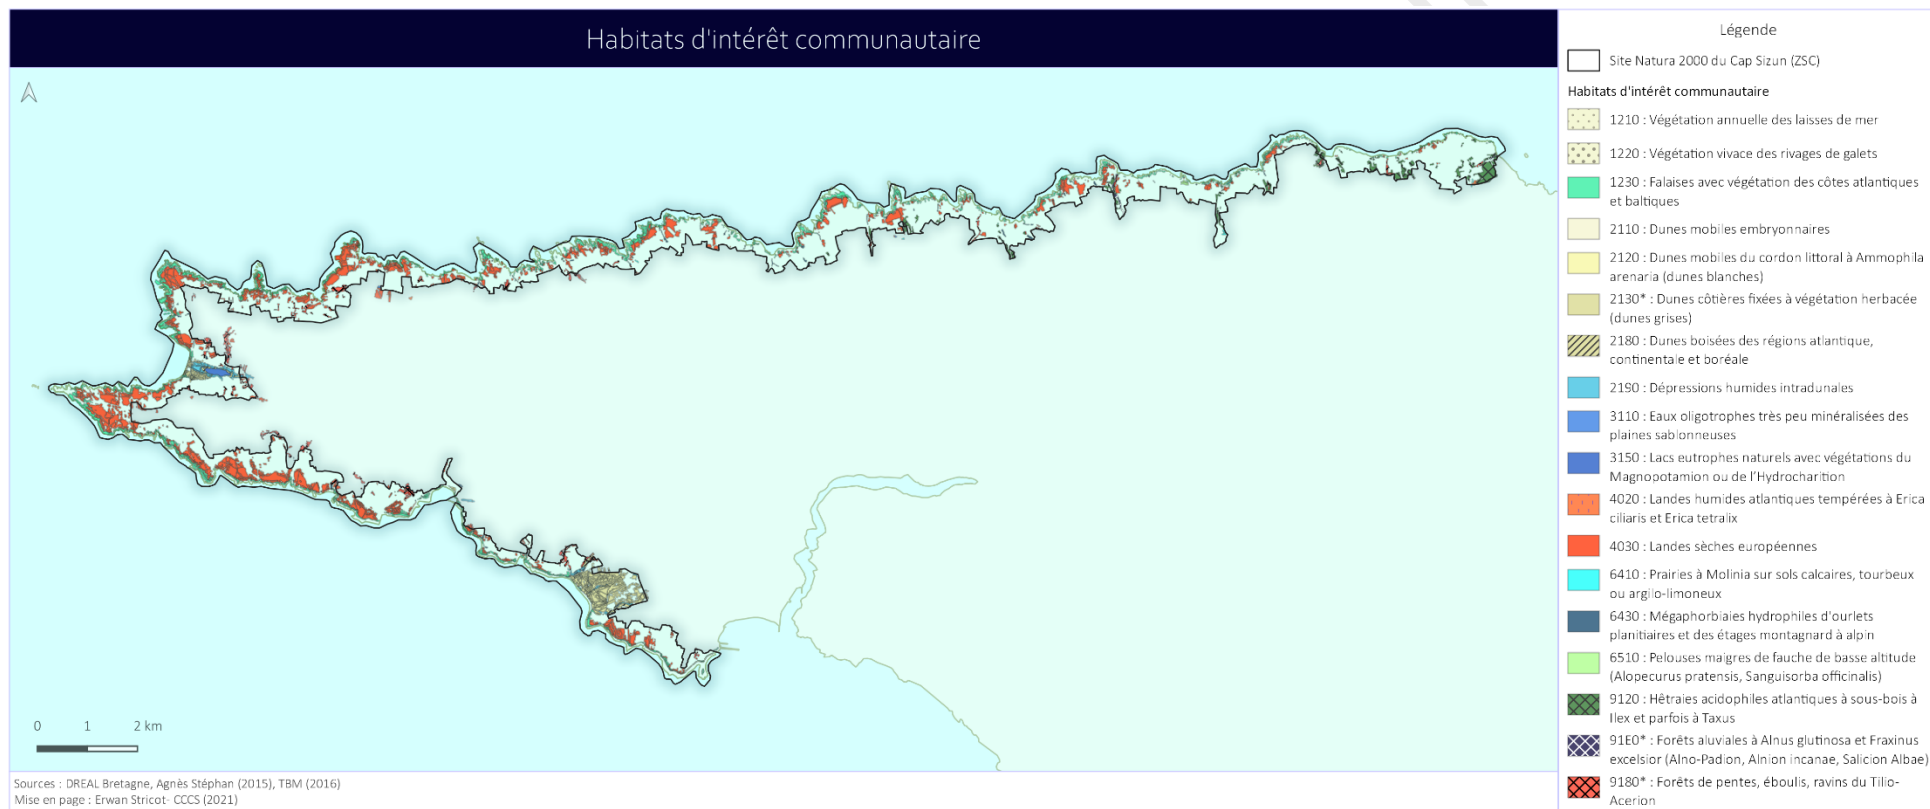 Habitats d'intérêt communautaire
0 1 2 km
Sources : DREAL Bretagne, Agnès Stéphan (2015), TBM (2016)
Mise en page : Erwan Stricot- CCCS (2021)
Légende
Site Natura 2000 du Cap Sizun (ZSC)
Habitats d'intérêt communautaire
1210 : Végétation annuelle des laisses de mer
1220 : Végétation vivace des rivages de galets
1230 : Falaises avec végétation des côtes atlantiques
et baltiques
2110 : Dunes mobiles embryonnaires
2120 : Dunes mobiles du cordon littoral à Ammophila
arenaria (dunes blanches)
2130* : Dunes côtières fixées à végétation herbacée
(dunes grises)
2180 : Dunes boisées des régions atlantique,
continentale et boréale
2190 : Dépressions humides intradunales
3110 : Eaux oligotrophes très peu minéralisées des
plaines sablonneuses
3150 : Lacs eutrophes naturels avec végétations du
Magnopotamion ou de l'Hydrocharition
4020 : Landes humides atlantiques tempérées à Erica
ciliaris et Erica tetralix
4030 : Landes sèches européennes
6410 : Prairies à Molinia sur sols calcaires, tourbeux
ou argilo-limoneux
6430 : Mégaphorbiaies hydrophiles d'ourlets
planitiaires et des étages montagnard à alpin
6510 : Pelouses maigres de fauche de basse altitude
(Alopecurus pratensis, Sanguisorba officinalis)
9120 : Hêtraies acidophiles atlantiques à sous-bois à
Ilex et parfois à Taxus
91E0* : Forêts aluviales à Alnus glutinosa et Fraxinus
excelsior (Alno-Padion, Alnion incanae, Salicion Albae)
9180* : Forêts de pentes, éboulis, ravins du Tilio-
Acerion